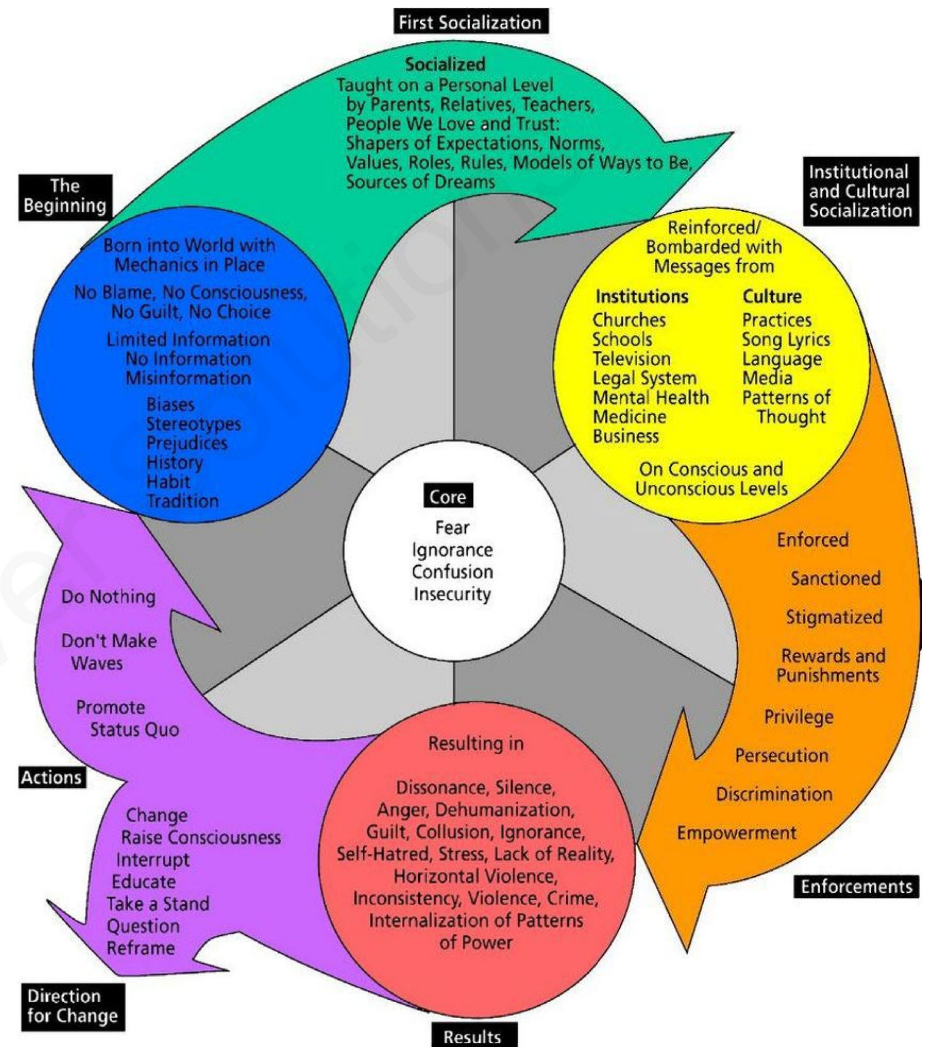 First Socialization
Socialized
Taught on a Personal Level
by Parents, Relatives, Teachers,
People We Love and Trust:
Shapers of Expectations, Norms,
Values, Roles, Rules, Models of Ways to Be,
Sources of Dreams
The
Beginning
Born into World with
Mechanics in Place
No Blame, No Consciousness,
No Guilt, No Choice
Limited Information
No Information
Misinformation
Biases
Stereotypes
Prejudices
History
Habit
Tradition
Institutional
and Cultural
Socialization
Reinforced/
Bombarded with
Messages from
Institutions
Churches
Schools
Television
Legal System
Mental Health
Medicine
Business
Culture
Practices
Song Lyrics
Language
Media
Patterns of
Thought
On Conscious and
Unconscious Levels
Core
Fear
Ignorance
Confusion
Insecurity
Enforced
Sanctioned
Stigmatized
Rewards and
Punishments
Privilege
Persecution
Discrimination
Empowerment
Enforcements
Resulting in
Dissonance, Silence,
Anger, Dehumanization,
Guilt, Collusion, Ignorance,
Self-Hatred, Stress, Lack of Reality,
Horizontal Violence,
Inconsistency, Violence, Crime,
Internalization of Patterns
of Power
Results
Do Nothing
Don't Make
Waves
Promote
Status Quo
Actions
Change
Raise Consciousness
Interrupt
Educate
Take a Stand
Question
Reframe
Direction
for Change